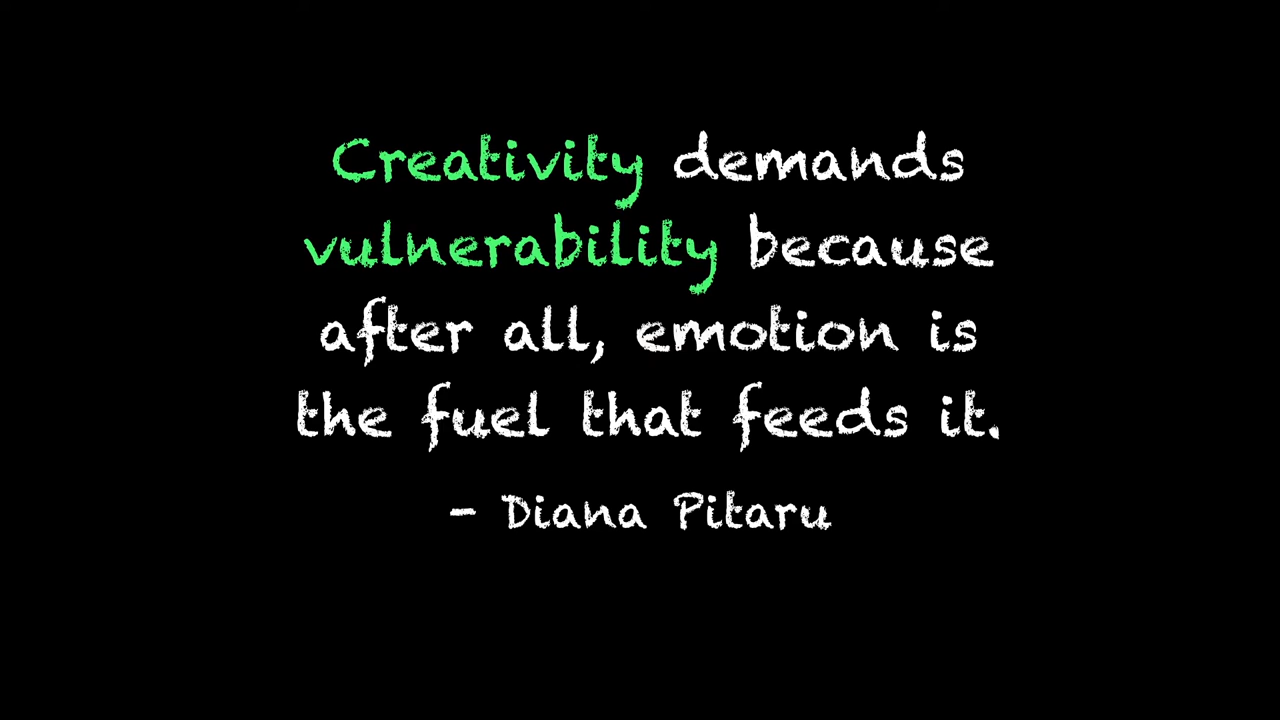 Creativity demands
vulnerability because
after all, emotion is
the fuel that feeds it.
- Diana Pitaru